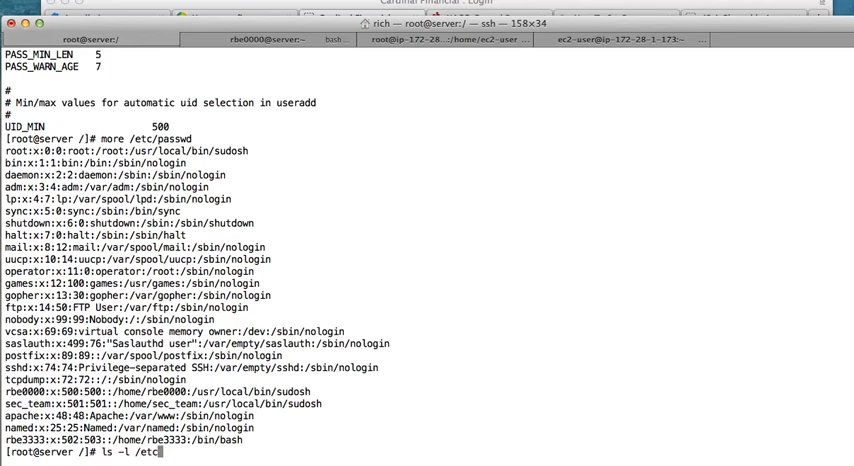 Cardinal Financial : Login
rich — root@server:/ — ssh — 158×34
root@server:/
rbe0000@server:~ bash...
root@ip-172-28...:/home/ec2-user ...
ec2-user@ip-172-28-1-173:~ ...
PASS_MIN_LEN 5
PASS_WARN_AGE 7
#
# Min/max values for automatic uid selection in useradd
#
UID_MIN 500
[root@server /]# more /etc/passwd
root:x:0:0:root:/root:/usr/local/bin/sudosh
bin:x:1:1:bin:/bin:/sbin/nologin
daemon:x:2:2:daemon:/sbin:/sbin/nologin
adm:x:3:4:adm:/var/adm:/sbin/nologin
lp:x:4:7:lp:/var/spool/lpd:/sbin/nologin
sync:x:5:0:sync:/sbin:/bin/sync
shutdown:x:6:0:shutdown:/sbin:/sbin/shutdown
halt:x:7:0:halt:/sbin:/sbin/halt
mail:x:8:12:mail:/var/spool/mail:/sbin/nologin
uucp:x:10:14:uucp:/var/spool/uucp:/sbin/nologin
operator:x:11:0:operator:/root:/sbin/nologin
games:x:12:100:games:/usr/games:/sbin/nologin
gopher:x:13:30:gopher:/var/gopher:/sbin/nologin
ftp:x:14:50:FTP User:/var/ftp:/sbin/nologin
nobody:x:99:99:Nobody:/:/sbin/nologin
vcsa:x:69:69:virtual console memory owner:/dev:/sbin/nologin
saslauth:x:499:76:"Saslauthd user":/var/empty/saslauth:/sbin/nologin
postfix:x:89:89::/var/spool/postfix:/sbin/nologin
sshd:x:74:74:Privilege-separated SSH:/var/empty/sshd:/sbin/nologin
tcpdump:x:72:72::/:/sbin/nologin
rbe0000:x:500:500::/home/rbe0000:/usr/local/bin/sudosh
sec_team:x:501:501::/home/sec_team:/usr/local/bin/sudosh
apache:x:48:48:Apache:/var/www:/sbin/nologin
named:x:25:25:Named:/var/named:/sbin/nologin
rbe3333:x:502:503::/home/rbe3333:/bin/bash
[root@server /]# ls -l /etc